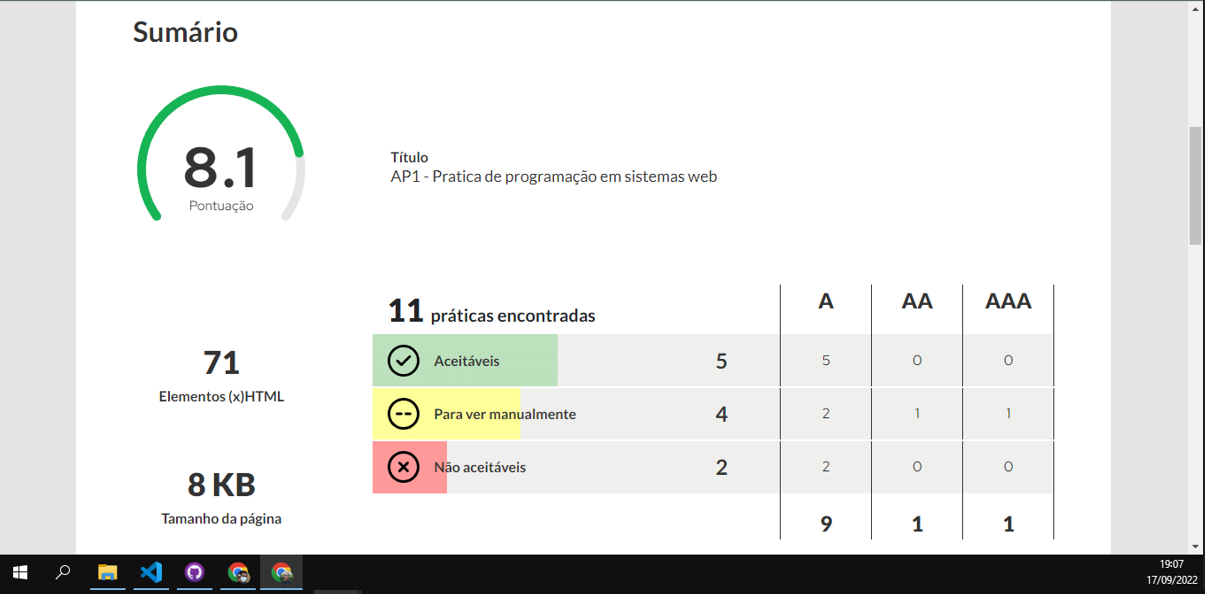 Sumário
8.1
Pontuação
Título
AP1 - Pratica de programação em sistemas web
71
Elementos (x)HTML
8 KB
Tamanho da página
11 práticas encontradas A AA AAA
Aceitáveis 5 5 0 0
Para ver manualmente 4 2 1 1
Não aceitáveis 2 2 0 0
9 1 1
19:07
17/09/2022